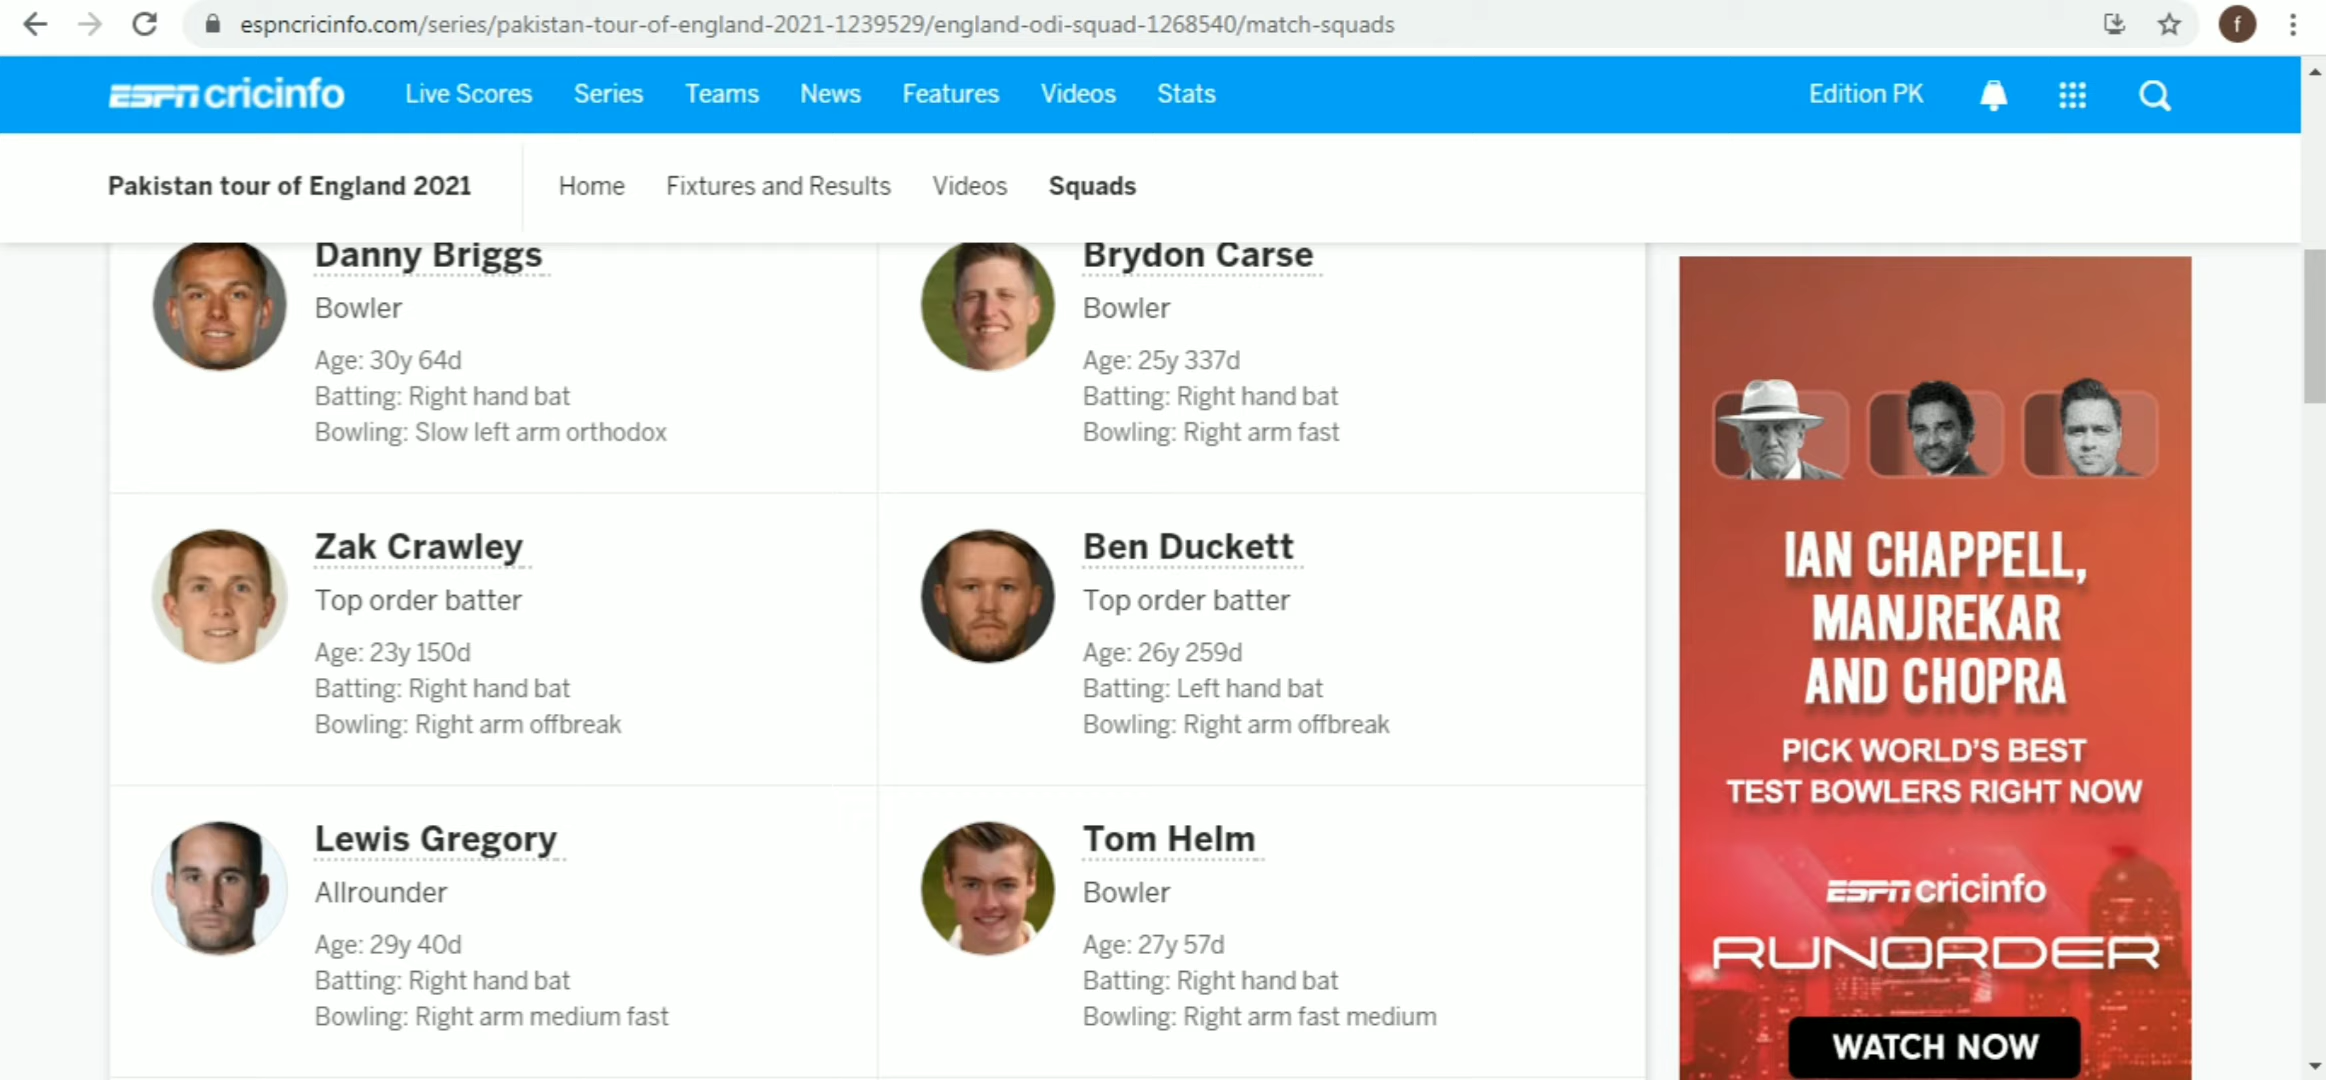 espncricinfo.com/series/pakistan-tour-of-england-2021-1239529/england-odi-squad-1268540/match-squads
f
ESPN cricinfo
Live Scores
Series
Teams
News
Features
Videos
Stats
Edition PK
Pakistan tour of England 2021
Home
Fixtures and Results
Videos
Squads
Danny Briggs
Bowler
Age: 30y 64d
Batting: Right hand bat
Bowling: Slow left arm orthodox
Brydon Carse
Bowler
Age: 25y 337d
Batting: Right hand bat
Bowling: Right arm fast
Zak Crawley
Top order batter
Age: 23y 150d
Batting: Right hand bat
Bowling: Right arm offbreak
Ben Duckett
Top order batter
Age: 26y 259d
Batting: Left hand bat
Bowling: Right arm offbreak
Lewis Gregory
Allrounder
Age: 29y 40d
Batting: Right hand bat
Bowling: Right arm medium fast
Tom Helm
Bowler
Age: 27y 57d
Batting: Right hand bat
Bowling: Right arm fast medium
IAN CHAPPELL,
MANJREKAR
AND CHOPRA
PICK WORLD'S BEST
TEST BOWLERS RIGHT NOW
ESPN cricinfo
RUNORDER
WATCH NOW